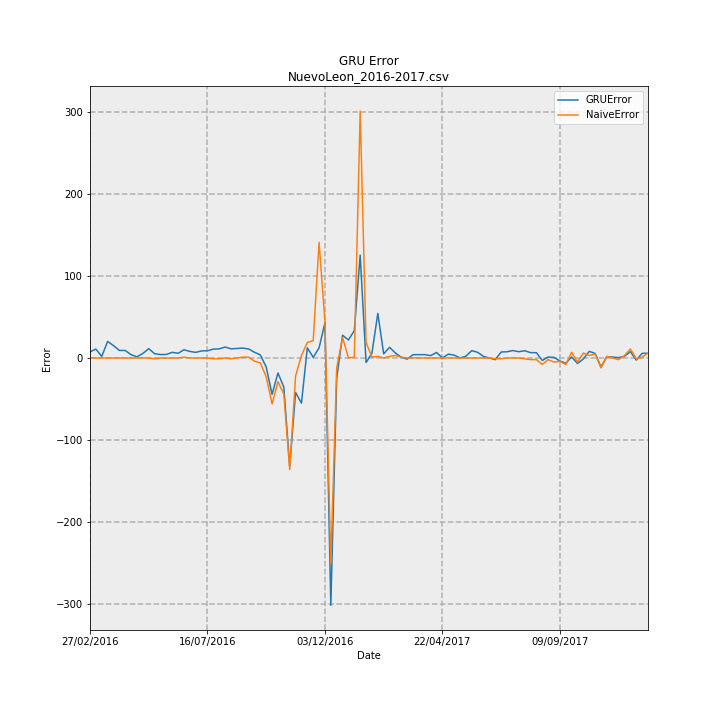 GRU Error
NuevoLeon_2016-2017.csv
GRUError
NaiveError
300
200
100
0
−100
−200
−300
Error
27/02/2016
16/07/2016
03/12/2016
22/04/2017
09/09/2017
Date